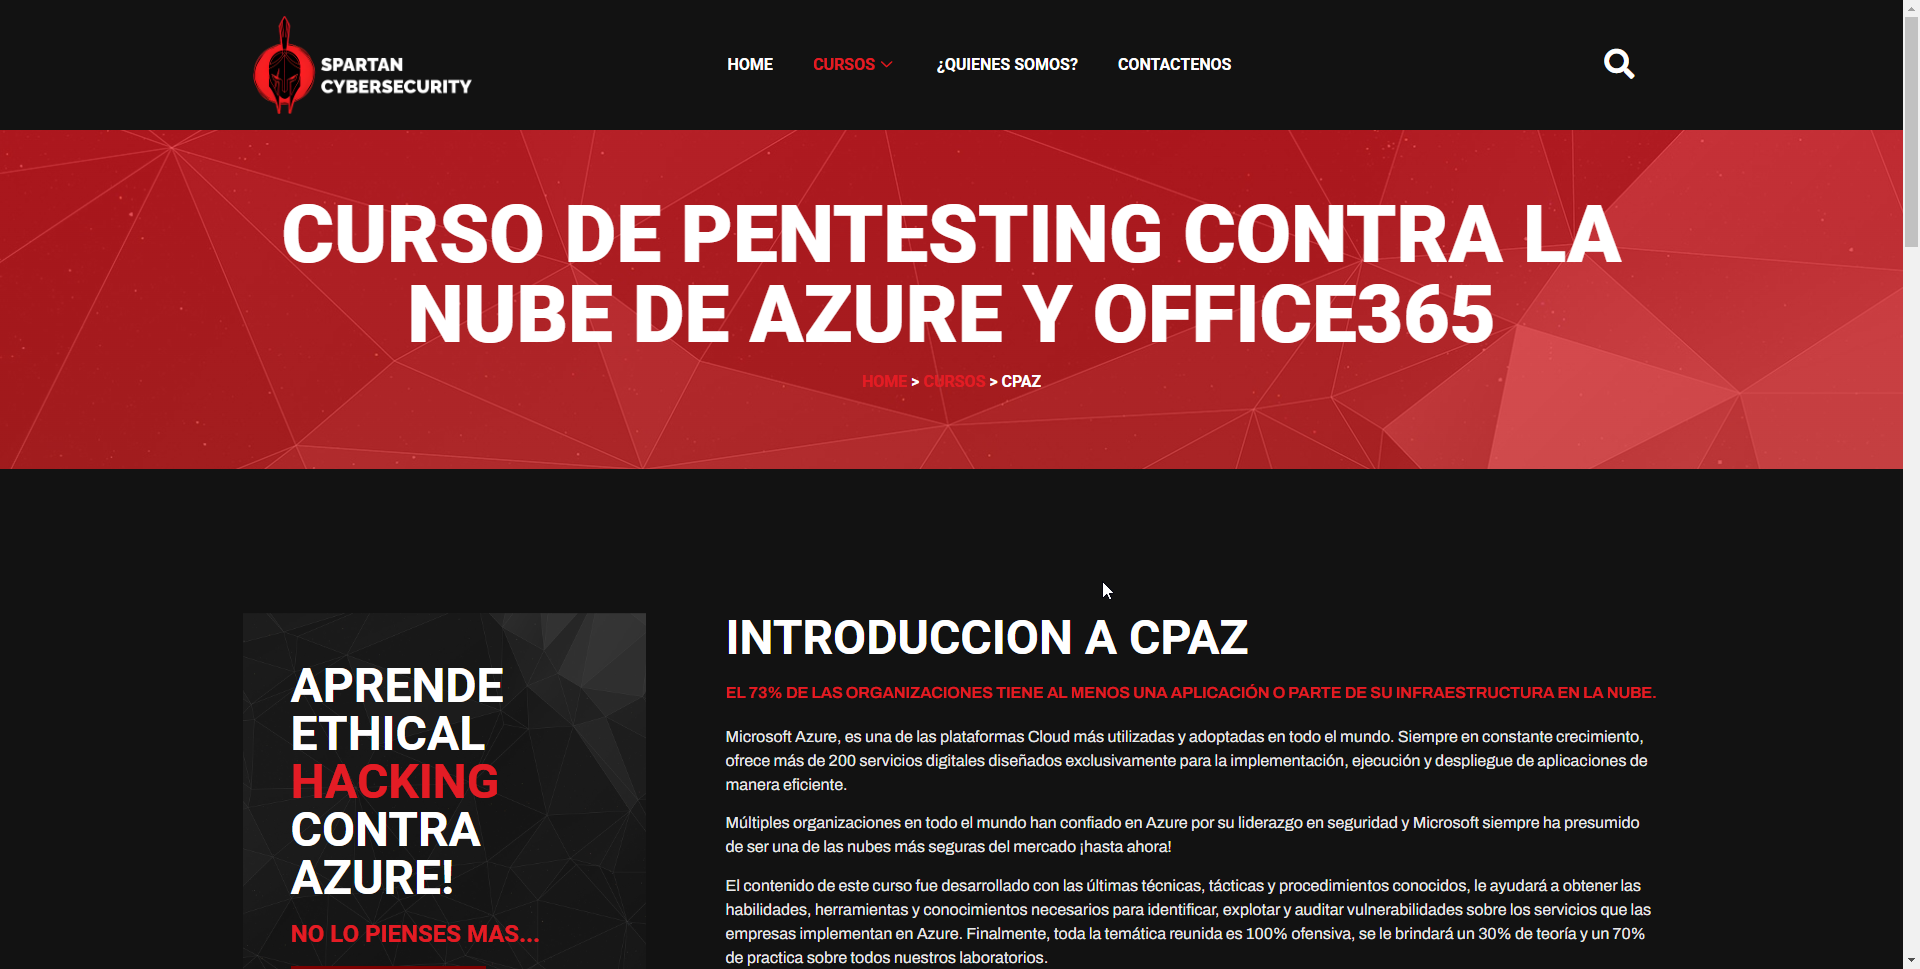 SPARTAN
CYBERSECURITY
HOME
CURSOS
¿QUIENES SOMOS?
CONTACTENOS
CURSO DE PENTESTING CONTRA LA
NUBE DE AZURE Y OFFICE365
HOME > CURSOS > CPAZ
APRENDE
ETHICAL
HACKING
CONTRA
AZURE!
NO LO PIENSES MAS...
INTRODUCCION A CPAZ
EL 73% DE LAS ORGANIZACIONES TIENE AL MENOS UNA APLICACIÓN O PARTE DE SU INFRAESTRUCTURA EN LA NUBE.
Microsoft Azure, es una de las plataformas Cloud más utilizadas y adoptadas en todo el mundo. Siempre en constante crecimiento,
ofrece más de 200 servicios digitales diseñados exclusivamente para la implementación, ejecución y despliegue de aplicaciones de
manera eficiente.
Múltiples organizaciones en todo el mundo han confiado en Azure por su liderazgo en seguridad y Microsoft siempre ha presumido
de ser una de las nubes más seguras del mercado ¡hasta ahora!
El contenido de este curso fue desarrollado con las últimas técnicas, tácticas y procedimientos conocidos, le ayudará a obtener las
habilidades, herramientas y conocimientos necesarios para identificar, explotar y auditar vulnerabilidades sobre los servicios que las
empresas implementan en Azure. Finalmente, toda la temática reunida es 100% ofensiva, se le brindará un 30% de teoría y un 70%
de practica sobre todos nuestros laboratorios.